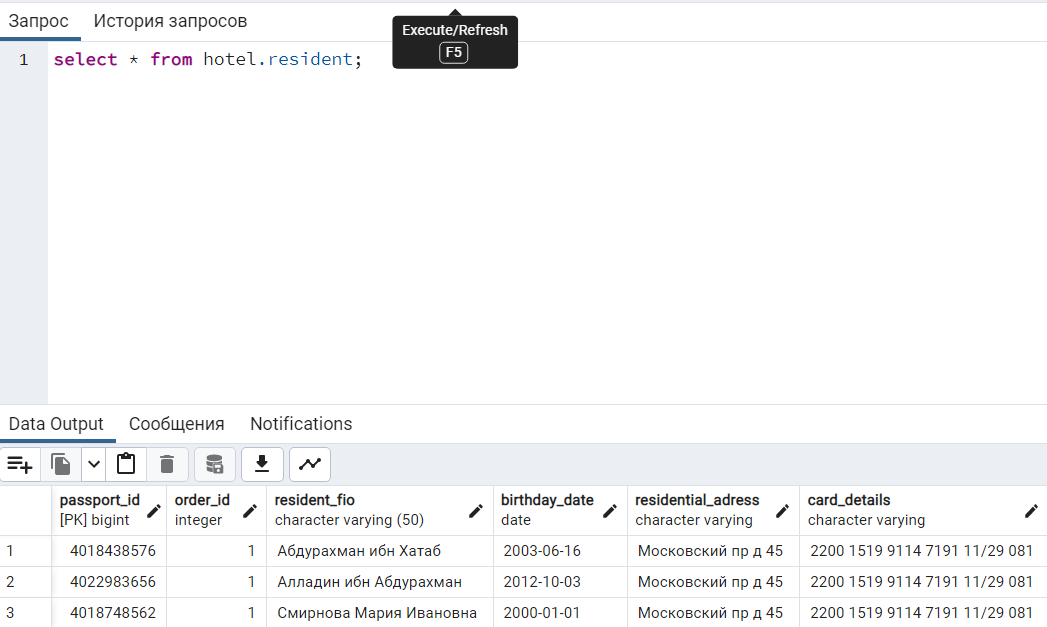 Запрос История запросов
Execute/Refresh
F5
1 select * from hotel.resident;
Data Output Сообщения Notifications
passport_id order_id resident_fio birthday_date residential_adress card_details
[PK] bigint integer character varying (50) date character varying character varying
1 4018438576 1 Абдурахман ибн Хатаб 2003-06-16 Московский пр д 45 2200 1519 9114 7191 11/29 081
2 4022983656 1 Алладин ибн Абдурахман 2012-10-03 Московский пр д 45 2200 1519 9114 7191 11/29 081
3 4018748562 1 Смирнова Мария Ивановна 2000-01-01 Московский пр д 45 2200 1519 9114 7191 11/29 081